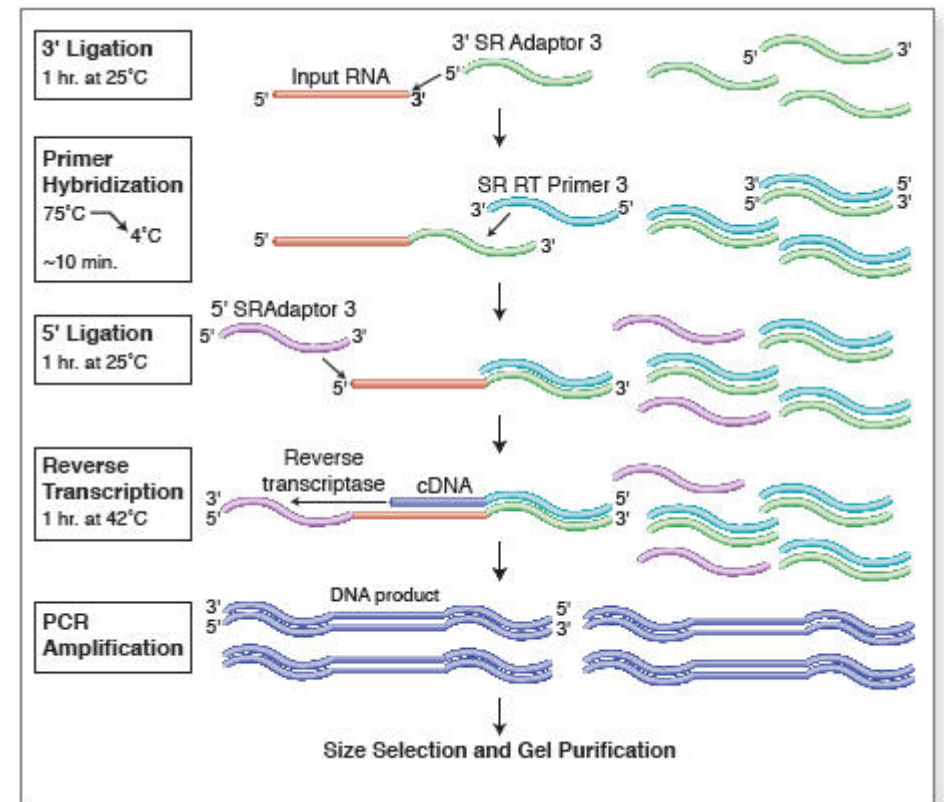 3' Ligation
1 hr. at 25°C
Input RNA
3' SR Adaptor 3
5'
3'
5'
5'
3'
Primer
Hybridization
75°C
4°C
~10 min.
SR RT Primer 3
3'
5'
5'
3'
3'
5'
5'
3'
5' Ligation
1 hr. at 25°C
5' SRAdaptor 3
5'
3'
5'
3'
Reverse
Transcription
1 hr. at 42°C
Reverse
transcriptase
cDNA
3'
5'
5'
3'
PCR
Amplification
DNA product
3'
5'
5'
3'
Size Selection and Gel Purification